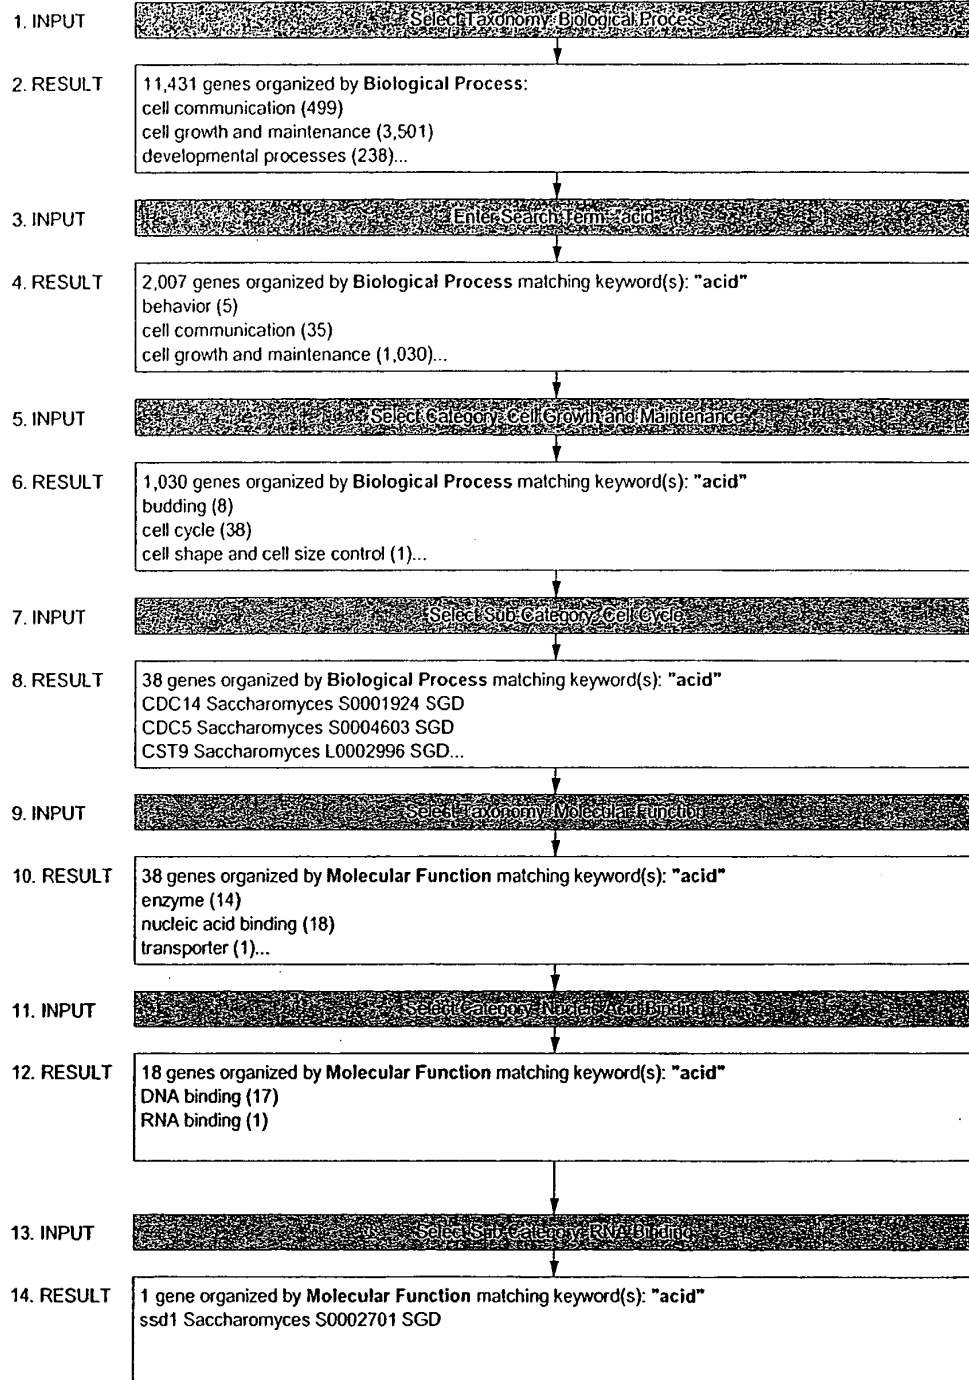 1. INPUT
Select Taxonomy: Biological Process
2. RESULT
11,431 genes organized by Biological Process:
cell communication (499)
cell growth and maintenance (3,501)
developmental processes (238)...
3. INPUT
Enter Search Term: "acid"
4. RESULT
2,007 genes organized by Biological Process matching keyword(s): "acid"
behavior (5)
cell communication (35)
cell growth and maintenance (1,030)...
5. INPUT
Select Category: Cell Growth and Maintenance
6. RESULT
1,030 genes organized by Biological Process matching keyword(s): "acid"
budding (8)
cell cycle (38)
cell shape and cell size control (1)...
7. INPUT
Select Sub Category: Cell Cycle
8. RESULT
38 genes organized by Biological Process matching keyword(s): "acid"
CDC14 Saccharomyces S0001924 SGD
CDC5 Saccharomyces S0004603 SGD
CST9 Saccharomyces L0002996 SGD...
9. INPUT
Select Taxonomy: Molecular Function
10. RESULT
38 genes organized by Molecular Function matching keyword(s): "acid"
enzyme (14)
nucleic acid binding (18)
transporter (1)...
11. INPUT
Select Category: Nucleic Acid Binding
12. RESULT
18 genes organized by Molecular Function matching keyword(s): "acid"
DNA binding (17)
RNA binding (1)
13. INPUT
Select Sub Category: RNA Binding
14. RESULT
1 gene organized by Molecular Function matching keyword(s): "acid"
ssd1 Saccharomyces S0002701 SGD